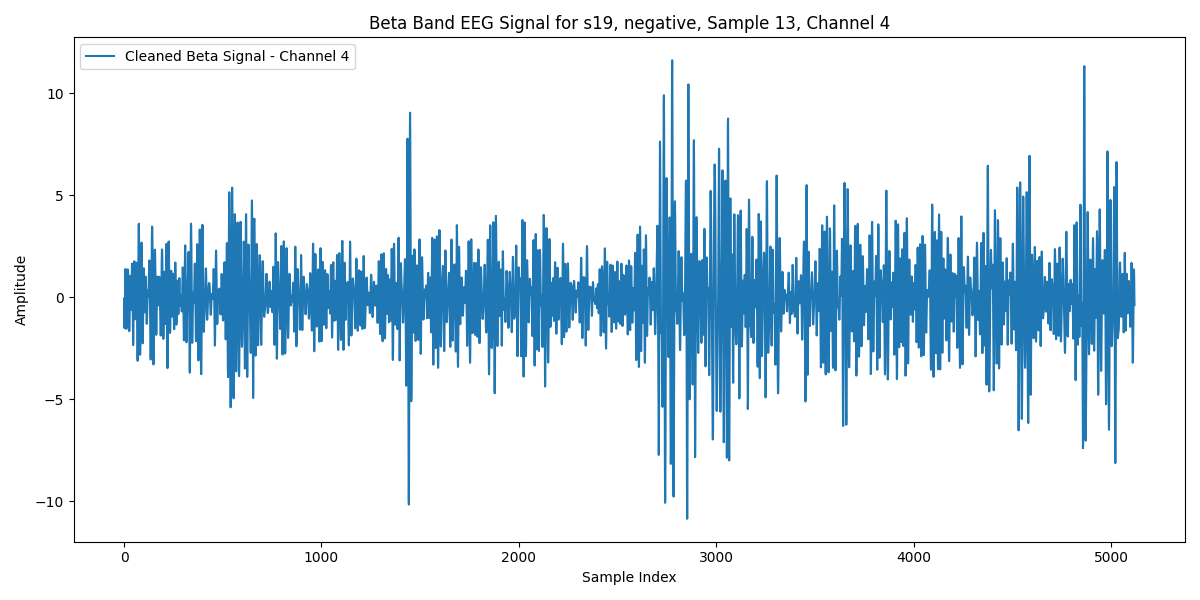 Beta Band EEG Signal for s19, negative, Sample 13, Channel 4
Cleaned Beta Signal - Channel 4
10
5
0
−5
−10
Amplitude
0 1000 2000 3000 4000 5000
Sample Index